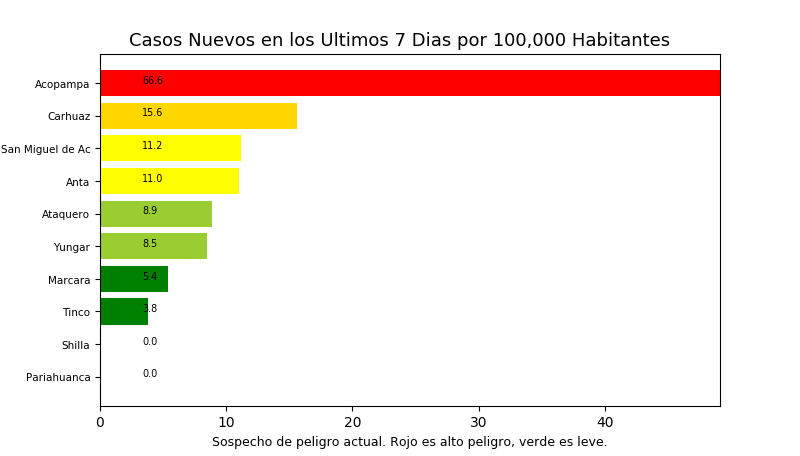 Casos Nuevos en los Ultimos 7 Dias por 100,000 Habitantes
Acopampa 66.6
Carhuaz 15.6
San Miguel de Ac 11.2
Anta 11.0
Ataquero 8.9
Yungar 8.5
Marcara 5.4
Tinco 3.8
Shilla 0.0
Pariahuanca 0.0
0 10 20 30 40
Sospecho de peligro actual. Rojo es alto peligro, verde es leve.